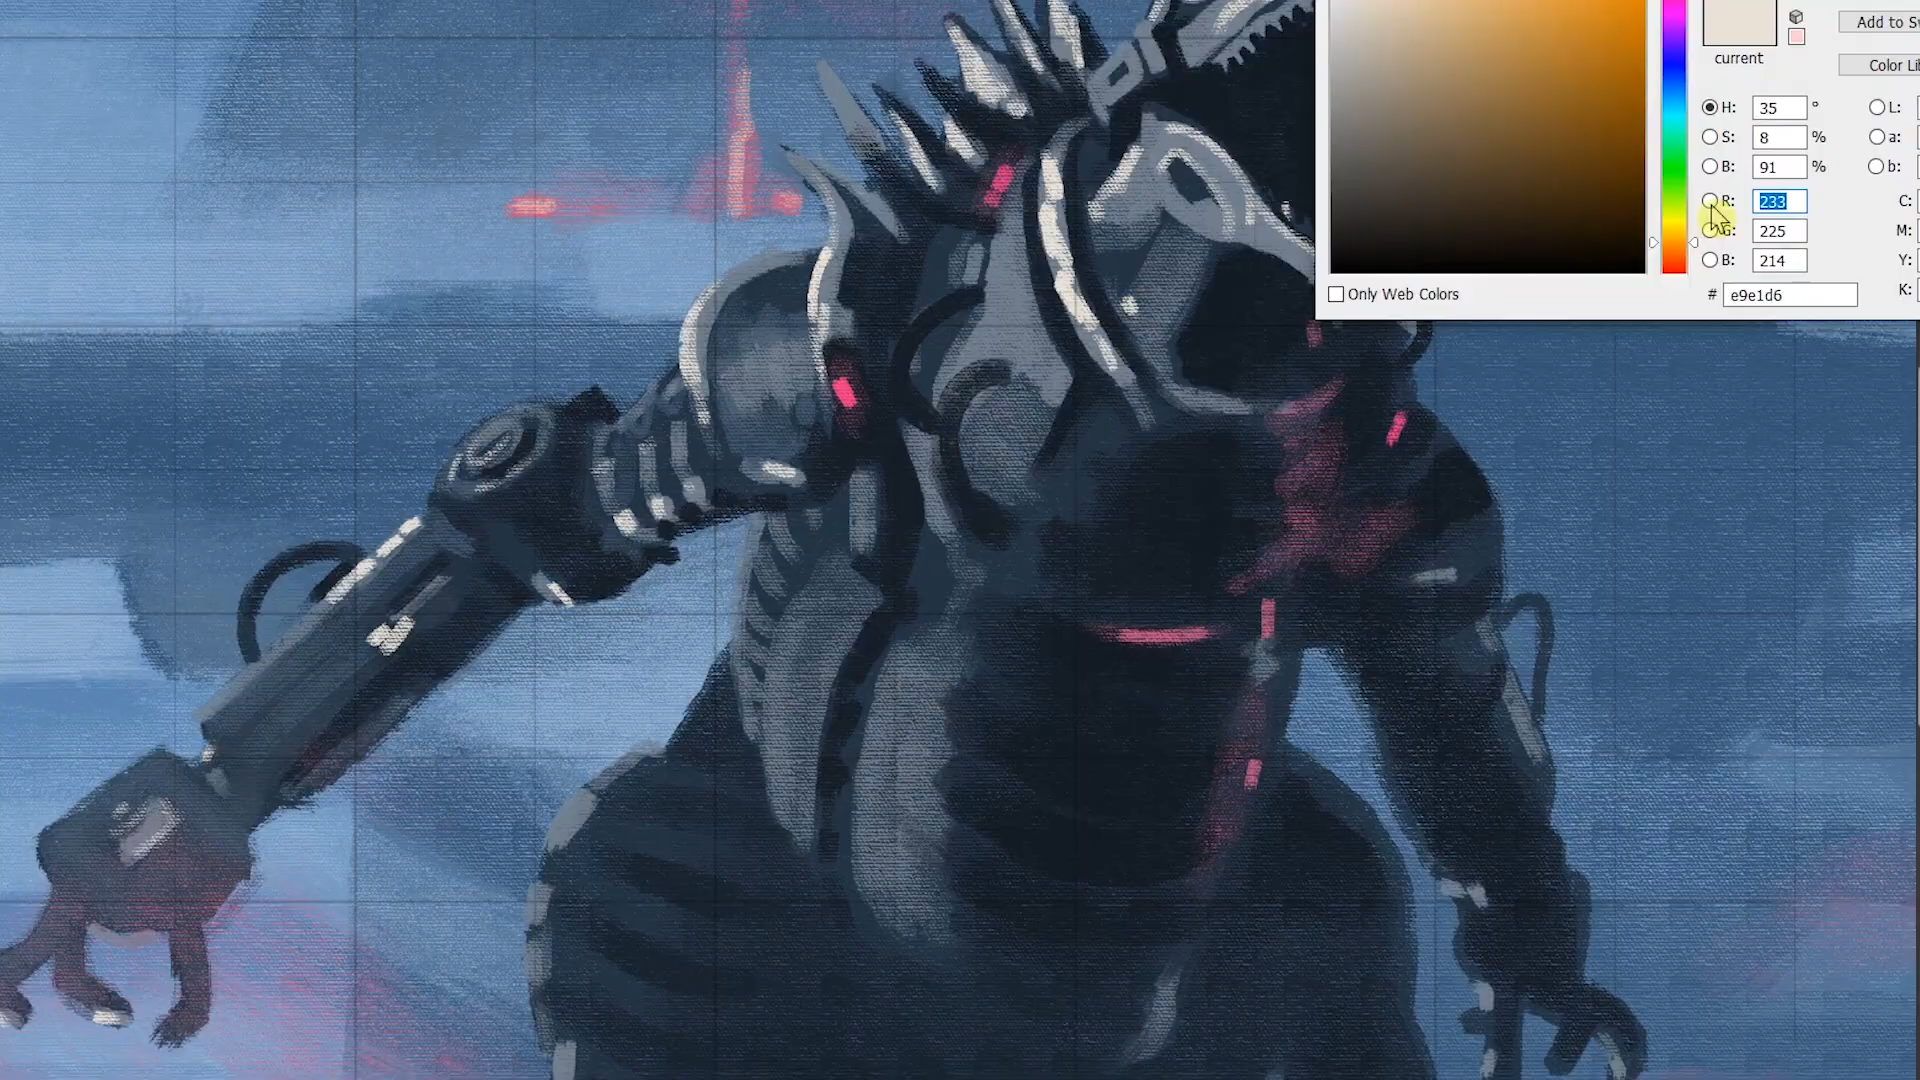 Add to S
current
Color Li
H: 35 °
L:
S: 8 %
a:
B: 91 %
b:
R: 233
C:
G: 225
M:
B: 214
Y:
# e9e1d6
K:
Only Web Colors